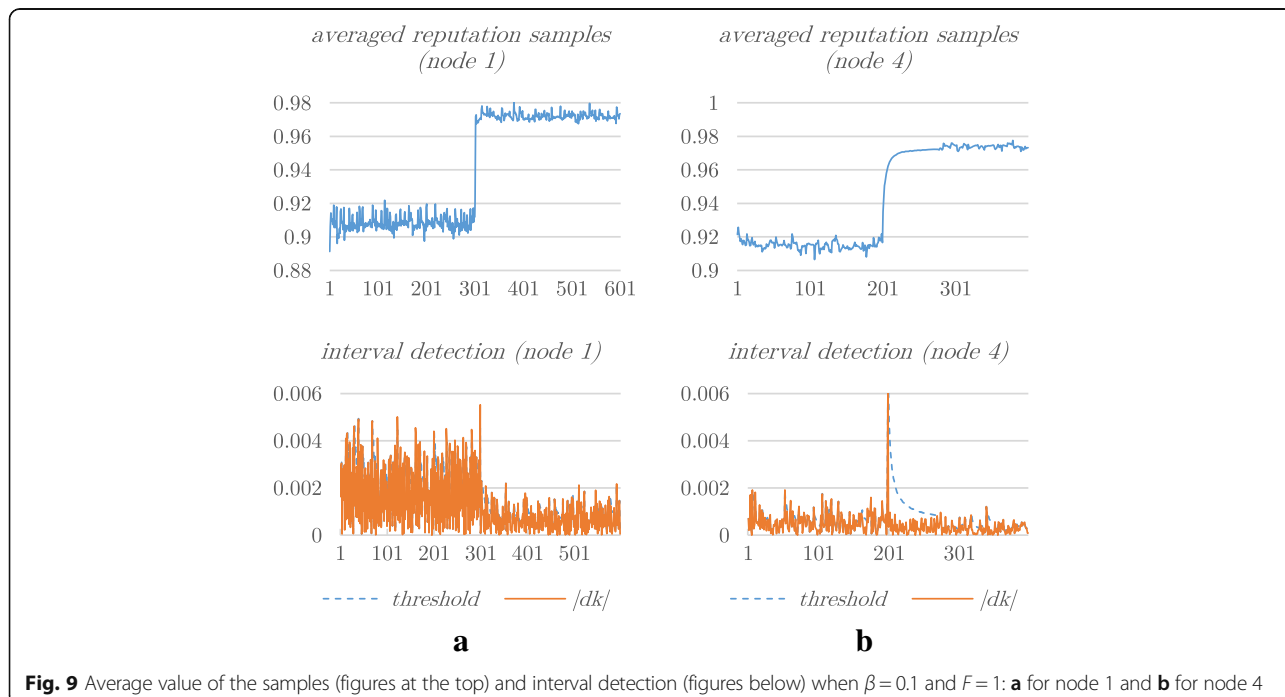 averaged reputation samples
(node 1)
0.98
0.96
0.94
0.92
0.9
0.88
1 101 201 301 401 501 601
averaged reputation samples
(node 4)
1
0.98
0.96
0.94
0.92
0.9
1 101 201 301
interval detection (node 1)
0.006
0.004
0.002
0
1 101 201 301 401 501
threshold |dk|
a
interval detection (node 4)
0.006
0.004
0.002
0
1 101 201 301
threshold |dk|
b
Fig. 9 Average value of the samples (figures at the top) and interval detection (figures below) when β = 0.1 and F = 1: a for node 1 and b for node 4